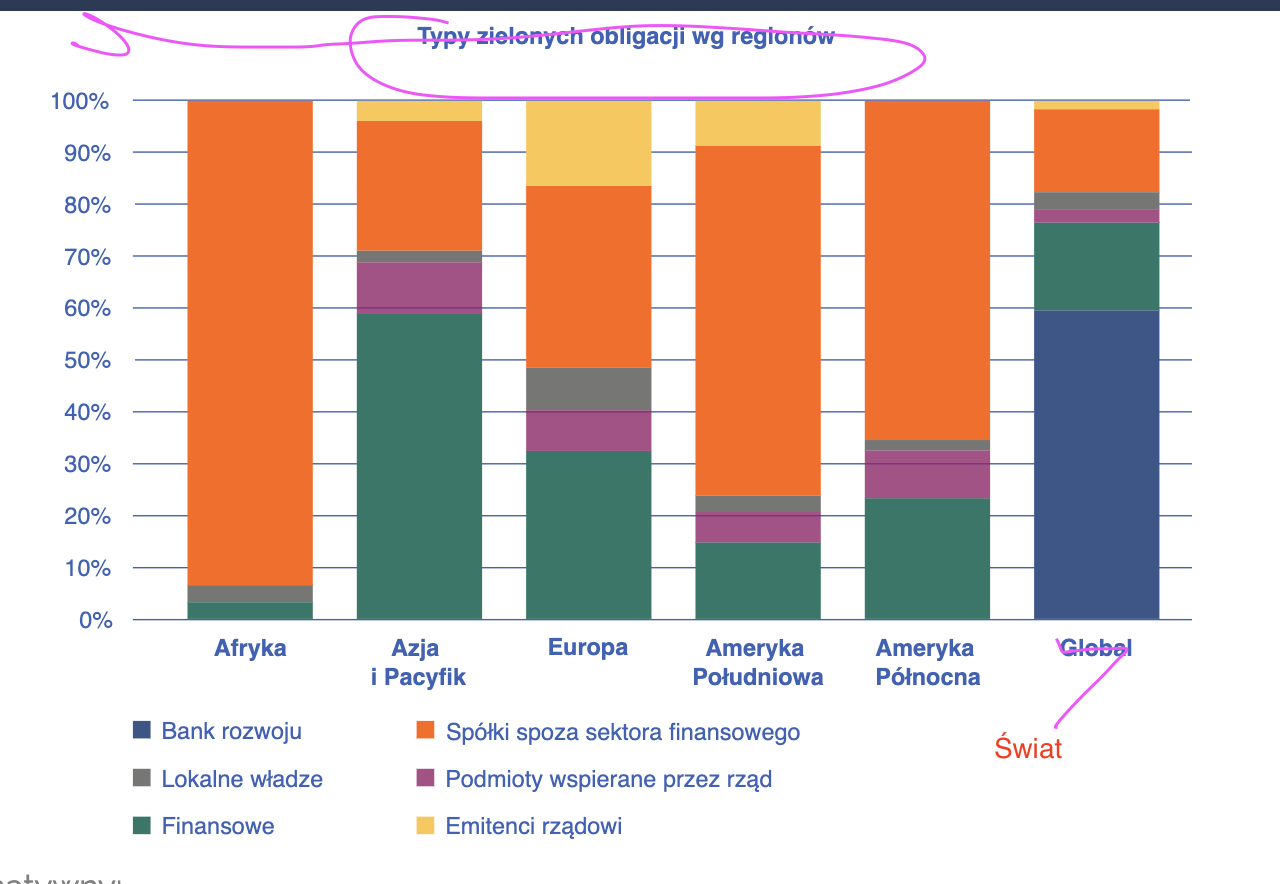 Typy zielonych obligacji wg regionów
100%
90%
80%
70%
60%
50%
40%
30%
20%
10%
0%
Afryka
Azja
i Pacyfik
Europa
Ameryka
Południowa
Ameryka
Północna
Global
Świat
Bank rozwoju
Spółki spoza sektora finansowego
Lokalne władze
Podmioty wspierane przez rząd
Finansowe
Emitenci rządowi